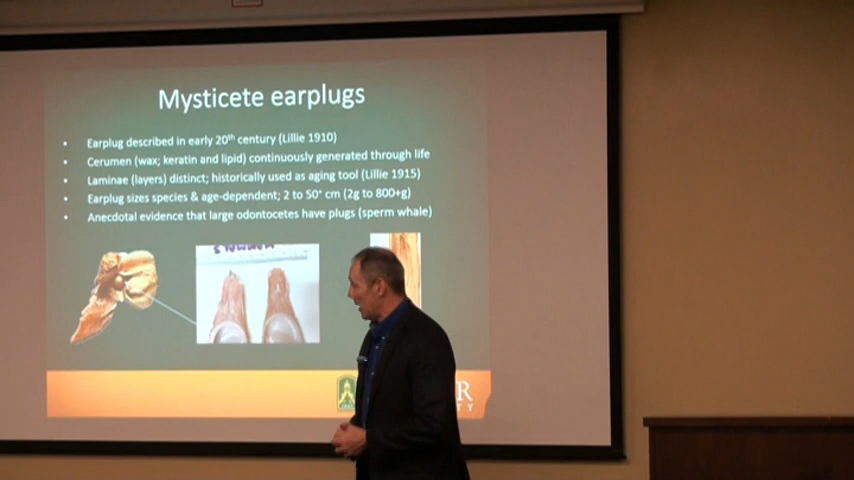 Mysticete earplugs
• Earplug described in early 20th century (Lillie 1910)
• Cerumen (wax; keratin and lipid) continuously generated through life
• Laminae (layers) distinct; historically used as aging tool (Lillie 1915)
• Earplug sizes species & age-dependent; 2 to 50+ cm (2g to 800+g)
• Anecdotal evidence that large odontocetes have plugs (sperm whale)
R
T Y